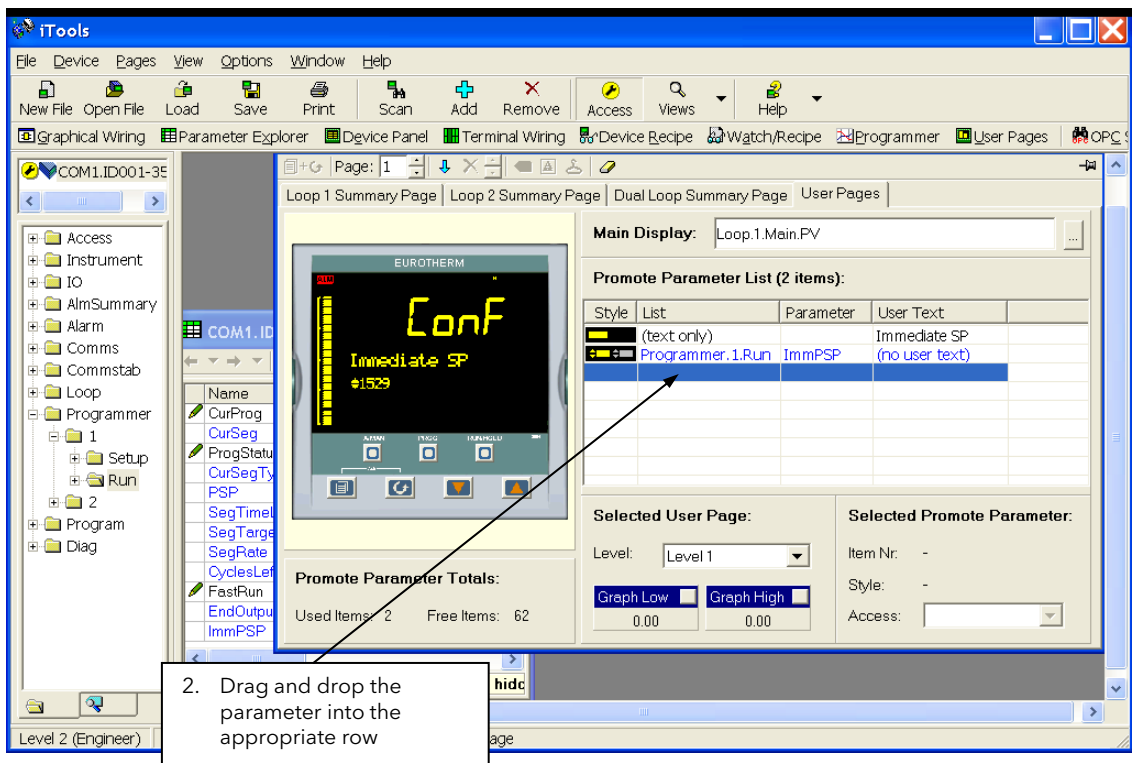 iTools
File Device Pages View Options Window Help
New File Open File Load Save Print Scan Add Remove Access Views Help
Graphical Wiring Parameter Explorer Device Panel Terminal Wiring Device Recipe Watch/Recipe Programmer User Pages OPC S
COM1.ID001-35
Page: 1
Loop 1 Summary Page Loop 2 Summary Page Dual Loop Summary Page User Pages
Access
Instrument
IO
AlmSummary
Alarm
Comms
Commstab
Loop
Programmer
1
Setup
Run
2
Program
Diag
COM1.ID
Name
CurProg
CurSeg
ProgStatu
CurSegTy
PSP
SegTimeL
SegTarge
SegRate
CyclesLef
FastRun
EndOutpu
ImmPSP
hidc
EUROTHERM
ALM
ConF
Immediate SP
1529
A/MAN PROG RUN/HOLD
Main Display: Loop.1.Main.PV ...
Promote Parameter List (2 items):
Style List Parameter User Text
(text only) Immediate SP
Programmer.1.Run ImmPSP (no user text)
Promote Parameter Totals:
Used Items: 2 Free Items: 62
Selected User Page:
Level: Level 1
Graph Low Graph High
0.00 0.00
Selected Promote Parameter:
Item Nr: -
Style: -
Access:
2. Drag and drop the
parameter into the
appropriate row
Level 2 (Engineer)
age